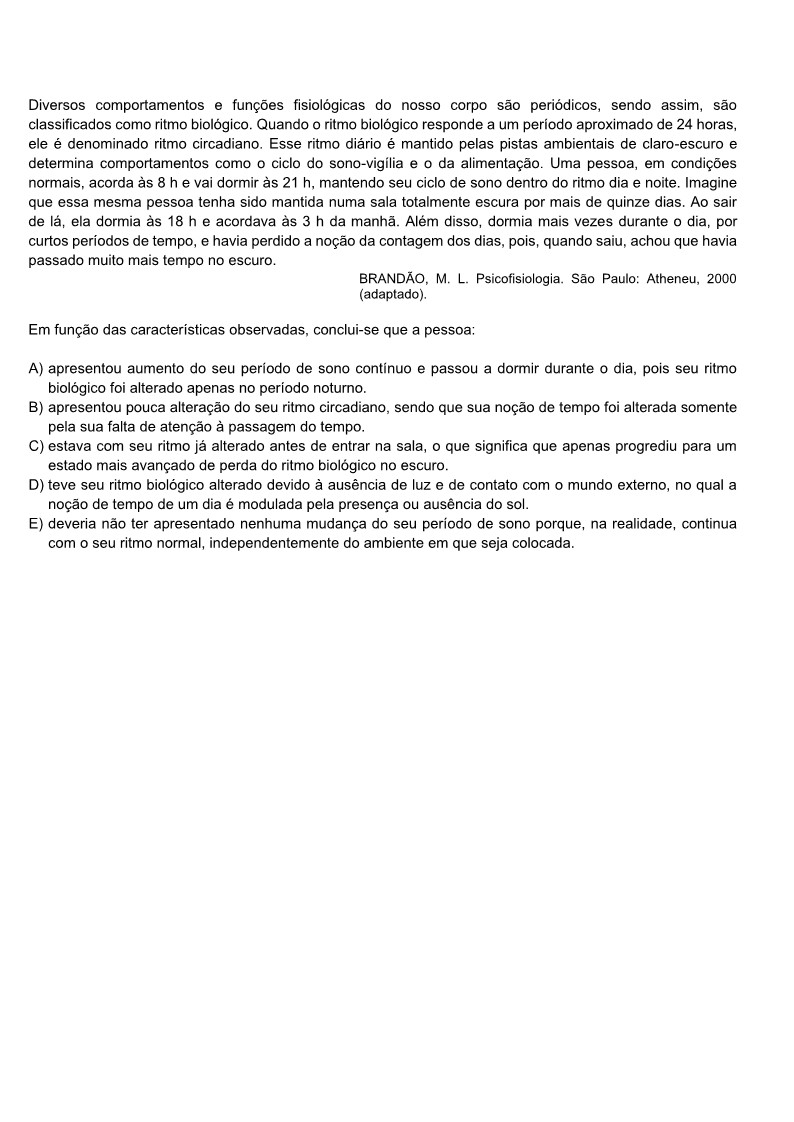 Diversos comportamentos e funções fisiológicas do nosso corpo são periódicos, sendo assim, são
classificados como ritmo biológico. Quando o ritmo biológico responde a um período aproximado de 24 horas,
ele é denominado ritmo circadiano. Esse ritmo diário é mantido pelas pistas ambientais de claro-escuro e
determina comportamentos como o ciclo do sono-vigília e o da alimentação. Uma pessoa, em condições
normais, acorda às 8 h e vai dormir às 21 h, mantendo seu ciclo de sono dentro do ritmo dia e noite. Imagine
que essa mesma pessoa tenha sido mantida numa sala totalmente escura por mais de quinze dias. Ao sair
de lá, ela dormia às 18 h e acordava às 3 h da manhã. Além disso, dormia mais vezes durante o dia, por
curtos períodos de tempo, e havia perdido a noção da contagem dos dias, pois, quando saiu, achou que havia
passado muito mais tempo no escuro.
BRANDÃO, M. L. Psicofisiologia. São Paulo: Atheneu, 2000
(adaptado).
Em função das características observadas, conclui-se que a pessoa:
A) apresentou aumento do seu período de sono contínuo e passou a dormir durante o dia, pois seu ritmo
biológico foi alterado apenas no período noturno.
B) apresentou pouca alteração do seu ritmo circadiano, sendo que sua noção de tempo foi alterada somente
pela sua falta de atenção à passagem do tempo.
C) estava com seu ritmo já alterado antes de entrar na sala, o que significa que apenas progrediu para um
estado mais avançado de perda do ritmo biológico no escuro.
D) teve seu ritmo biológico alterado devido à ausência de luz e de contato com o mundo externo, no qual a
noção de tempo de um dia é modulada pela presença ou ausência do sol.
E) deveria não ter apresentado nenhuma mudança do seu período de sono porque, na realidade, continua
com o seu ritmo normal, independentemente do ambiente em que seja colocada.